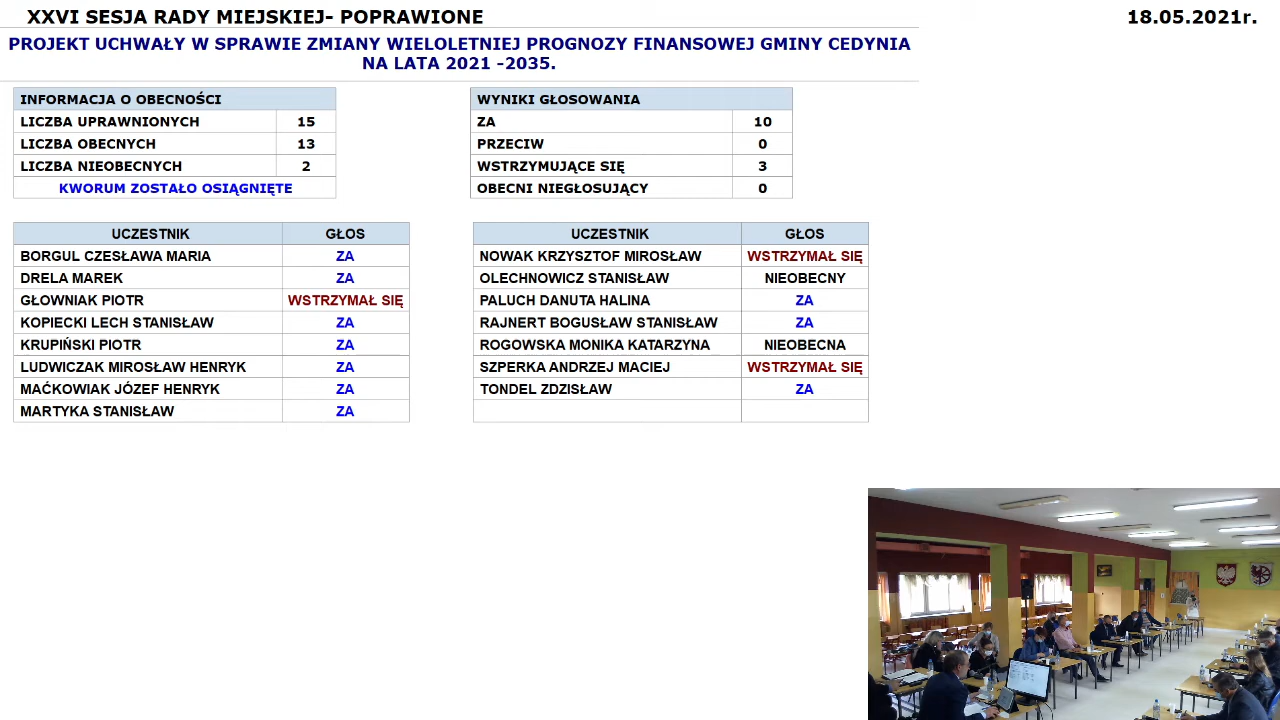 XXVI SESJA RADY MIEJSKIEJ- POPRAWIONE
18.05.2021r.
PROJEKT UCHWAŁY W SPRAWIE ZMIANY WIELOLETNIEJ PROGNOZY FINANSOWEJ GMINY CEDYNIA
NA LATA 2021 -2035.
INFORMACJA O OBECNOŚCI
LICZBA UPRAWNIONYCH 15
LICZBA OBECNYCH 13
LICZBA NIEOBECNYCH 2
KWORUM ZOSTAŁO OSIĄGNIĘTE
WYNIKI GŁOSOWANIA
ZA 10
PRZECIW 0
WSTRZYMUJĄCE SIĘ 3
OBECNI NIEGŁOSUJĄCY 0
UCZESTNIK GŁOS
BORGUL CZESŁAWA MARIA ZA
DRELA MAREK ZA
GŁOWNIAK PIOTR WSTRZYMAŁ SIĘ
KOPIECKI LECH STANISŁAW ZA
KRUPIŃSKI PIOTR ZA
LUDWICZAK MIROSŁAW HENRYK ZA
MAĆKOWIAK JÓZEF HENRYK ZA
MARTYKA STANISŁAW ZA
UCZESTNIK GŁOS
NOWAK KRZYSZTOF MIROSŁAW WSTRZYMAŁ SIĘ
OLECHNOWICZ STANISŁAW NIEOBECNY
PALUCH DANUTA HALINA ZA
RAJNERT BOGUSŁAW STANISŁAW ZA
ROGOWSKA MONIKA KATARZYNA NIEOBECNA
SZPERKA ANDRZEJ MACIEJ WSTRZYMAŁ SIĘ
TONDEL ZDZISŁAW ZA